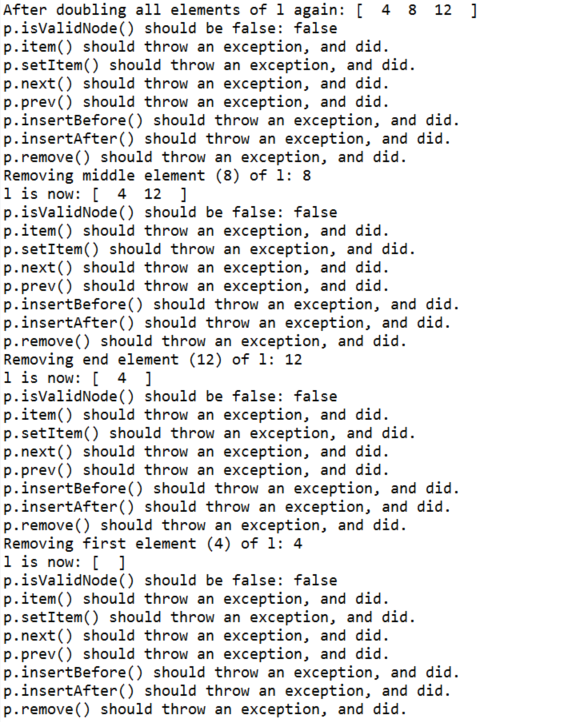 After doubling all elements of l again: [  4  8  12  ]
p.isValidNode() should be false: false
p.item() should throw an exception, and did.
p.setItem() should throw an exception, and did.
p.next() should throw an exception, and did.
p.prev() should throw an exception, and did.
p.insertBefore() should throw an exception, and did.
p.insertAfter() should throw an exception, and did.
p.remove() should throw an exception, and did.
Removing middle element (8) of l: 8
l is now: [  4  12  ]
p.isValidNode() should be false: false
p.item() should throw an exception, and did.
p.setItem() should throw an exception, and did.
p.next() should throw an exception, and did.
p.prev() should throw an exception, and did.
p.insertBefore() should throw an exception, and did.
p.insertAfter() should throw an exception, and did.
p.remove() should throw an exception, and did.
Removing end element (12) of l: 12
l is now: [  4  ]
p.isValidNode() should be false: false
p.item() should throw an exception, and did.
p.setItem() should throw an exception, and did.
p.next() should throw an exception, and did.
p.prev() should throw an exception, and did.
p.insertBefore() should throw an exception, and did.
p.insertAfter() should throw an exception, and did.
p.remove() should throw an exception, and did.
Removing first element (4) of l: 4
l is now: [  ]
p.isValidNode() should be false: false
p.item() should throw an exception, and did.
p.setItem() should throw an exception, and did.
p.next() should throw an exception, and did.
p.prev() should throw an exception, and did.
p.insertBefore() should throw an exception, and did.
p.insertAfter() should throw an exception, and did.
p.remove() should throw an exception, and did.